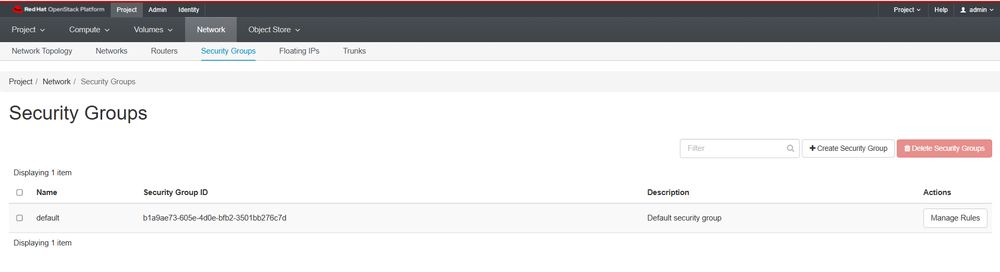 Red Hat OpenStack Platform Project Admin Identity Project Help admin
Project Compute Volumes Network Object Store
Network Topology Networks Routers Security Groups Floating IPs Trunks
Project / Network / Security Groups
Security Groups
Filter Create Security Group Delete Security Groups
Displaying 1 item
Name Security Group ID Description Actions
default b1a9ae73-605e-4d0e-bfb2-3501bb276c7d Default security group Manage Rules
Displaying 1 item